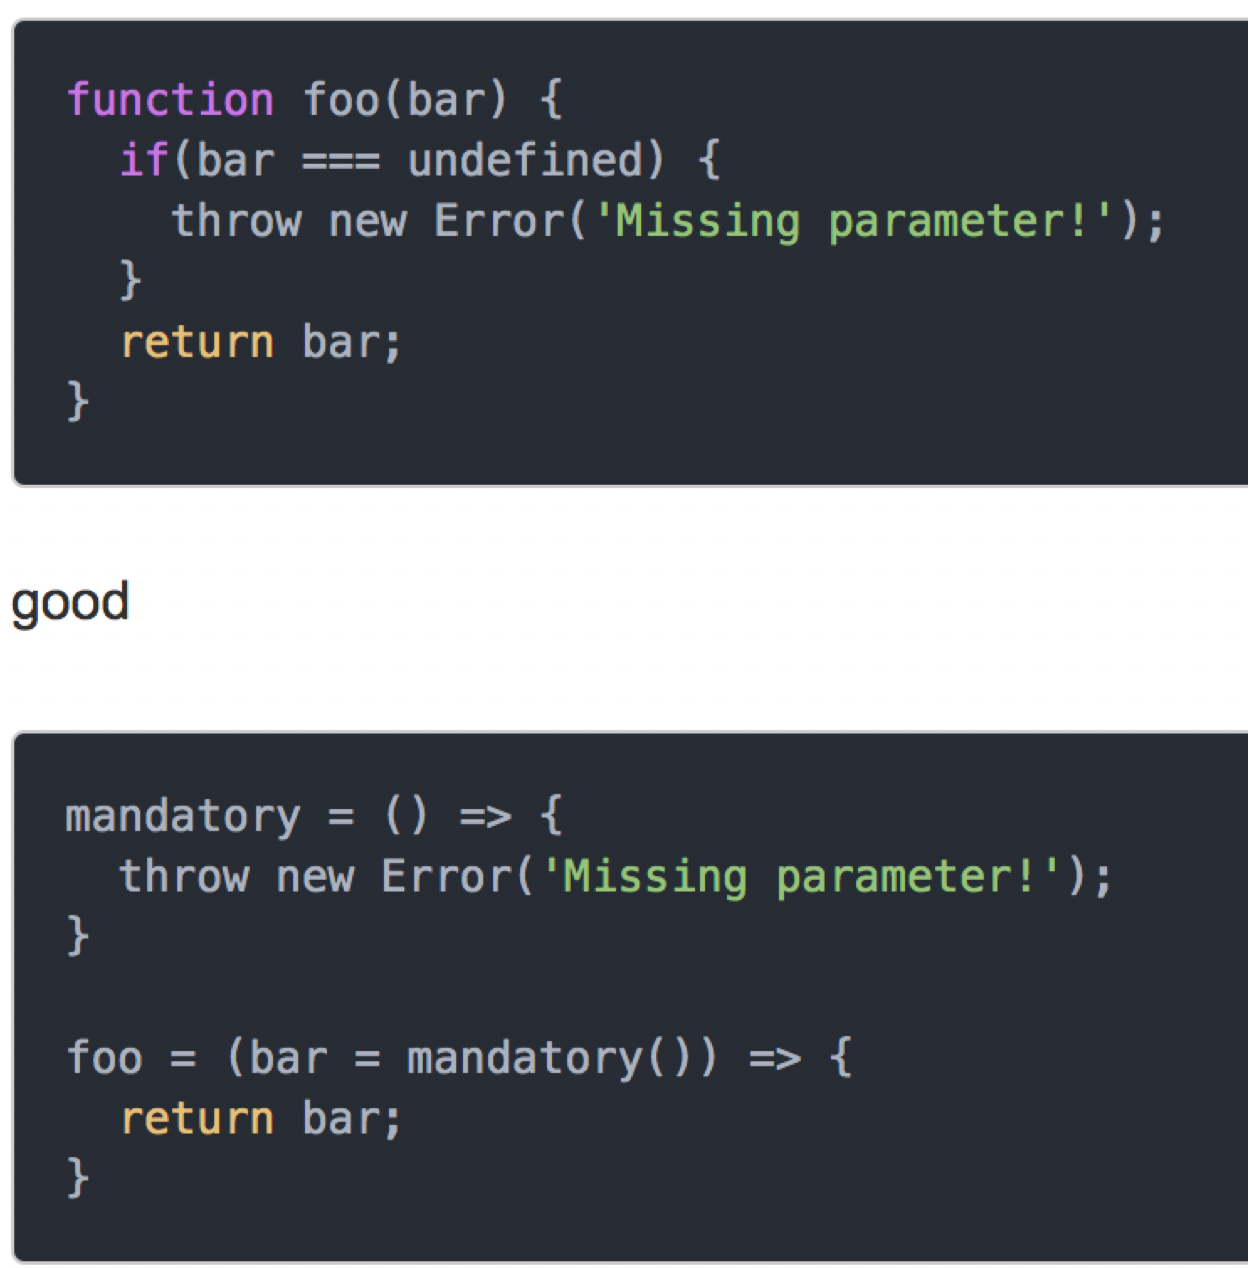 function foo(bar) {
  if(bar === undefined) {
    throw new Error('Missing parameter!');
  }
  return bar;
}
good
mandatory = () => {
  throw new Error('Missing parameter!');
}
foo = (bar = mandatory()) => {
  return bar;
}